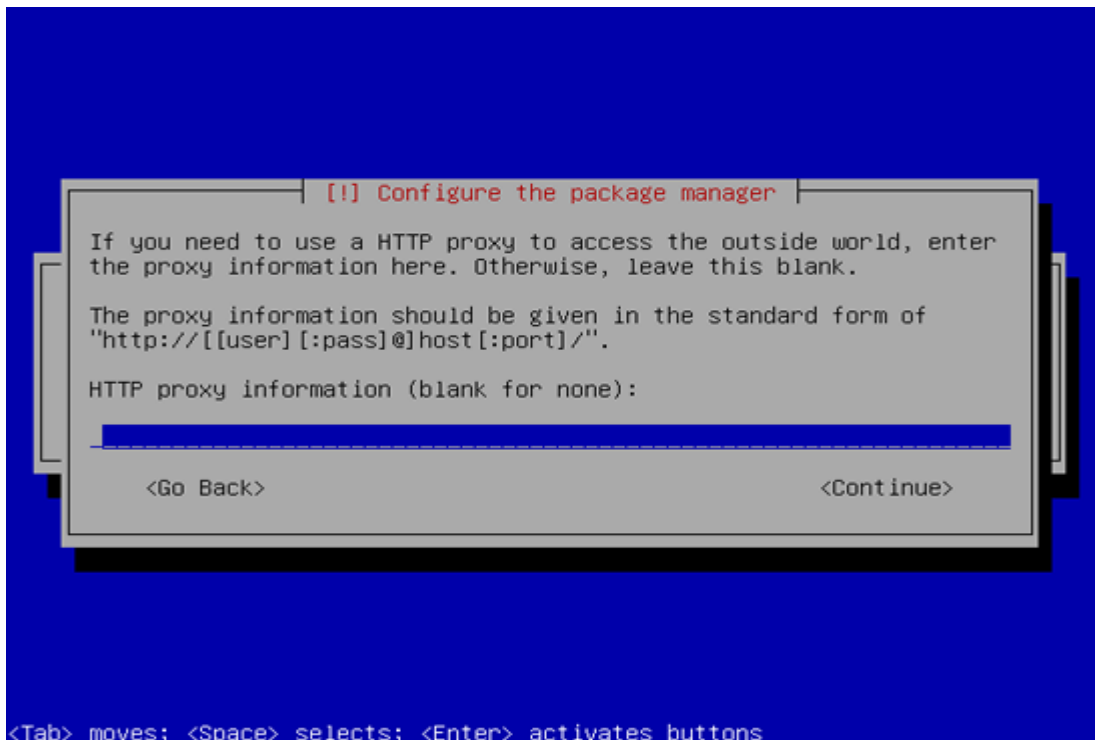 [!] Configure the package manager
If you need to use a HTTP proxy to access the outside world, enter
the proxy information here. Otherwise, leave this blank.
The proxy information should be given in the standard form of
"http://[[user][:pass]@]host[:port]/".
HTTP proxy information (blank for none):
<Go Back> <Continue>
<Tab> moves; <Space> selects; <Enter> activates buttons